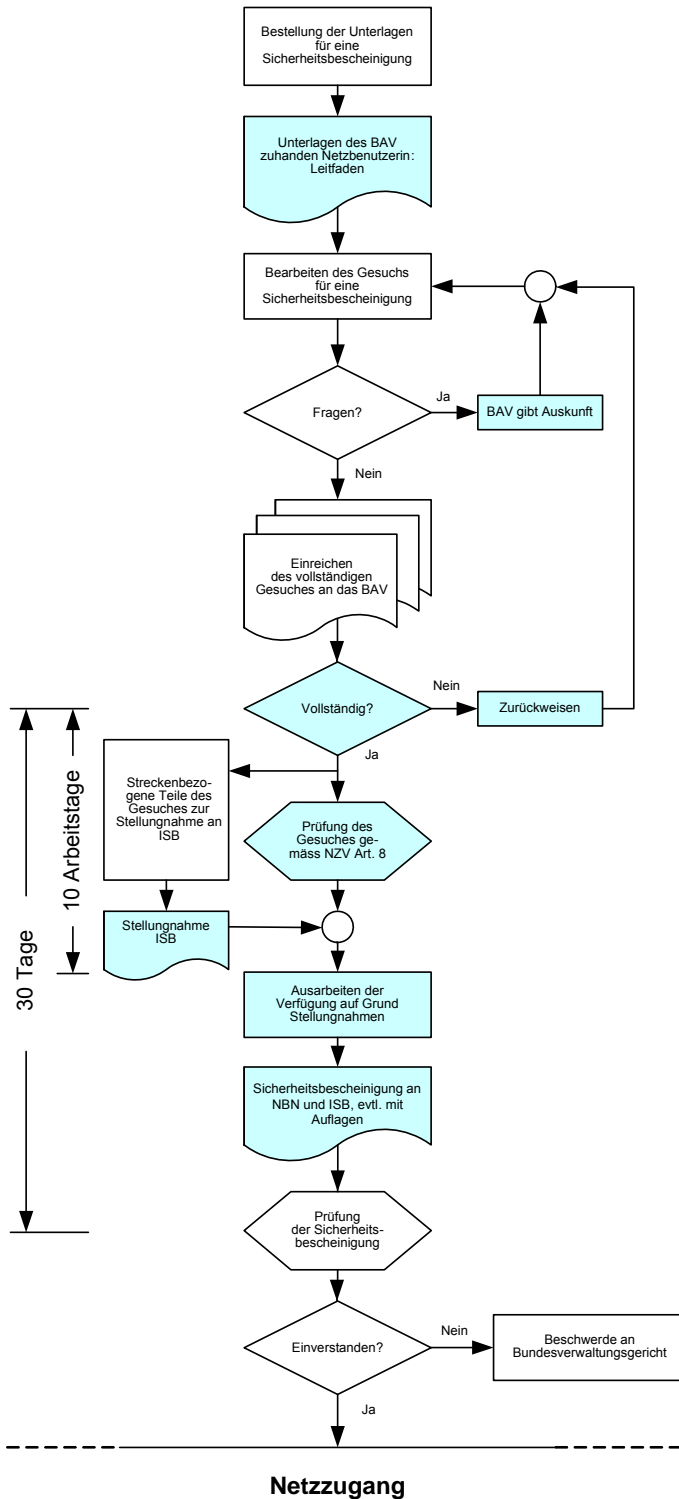 Bestellung der Unterlagen
für eine
Sicherheitsbescheinigung
Unterlagen des BAV
zuhanden Netzbenutzerin:
Leitfaden
Bearbeiten des Gesuchs
für eine
Sicherheitsbescheinigung
Fragen?
Ja
BAV gibt Auskunft
Nein
Einreichen
des vollständigen
Gesuches an das BAV
Vollständig?
Nein
Zurückweisen
Ja
30 Tage
10 Arbeitstage
Streckenbezo-
gene Teile des
Gesuches zur
Stellungnahme an
ISB
Prüfung des
Gesuches ge-
mäss NZV Art. 8
Stellungnahme
ISB
Ausarbeiten der
Verfügung auf Grund
Stellungnahmen
Sicherheitsbescheinigung an
NBN und ISB, evtl. mit
Auflagen
Prüfung
der Sicherheits-
bescheinigung
Einverstanden?
Nein
Beschwerde an
Bundesverwaltungsgericht
Ja
Netzzugang